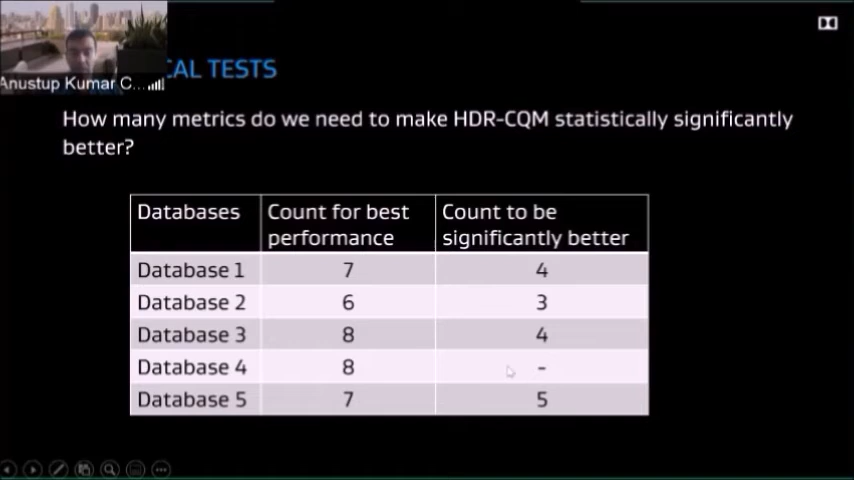 Anustup Kumar C...
CAL TESTS
How many metrics do we need to make HDR-CQM statistically significantly
better?
Databases Count for best performance Count to be significantly better
Database 1 7 4
Database 2 6 3
Database 3 8 4
Database 4 8 -
Database 5 7 5